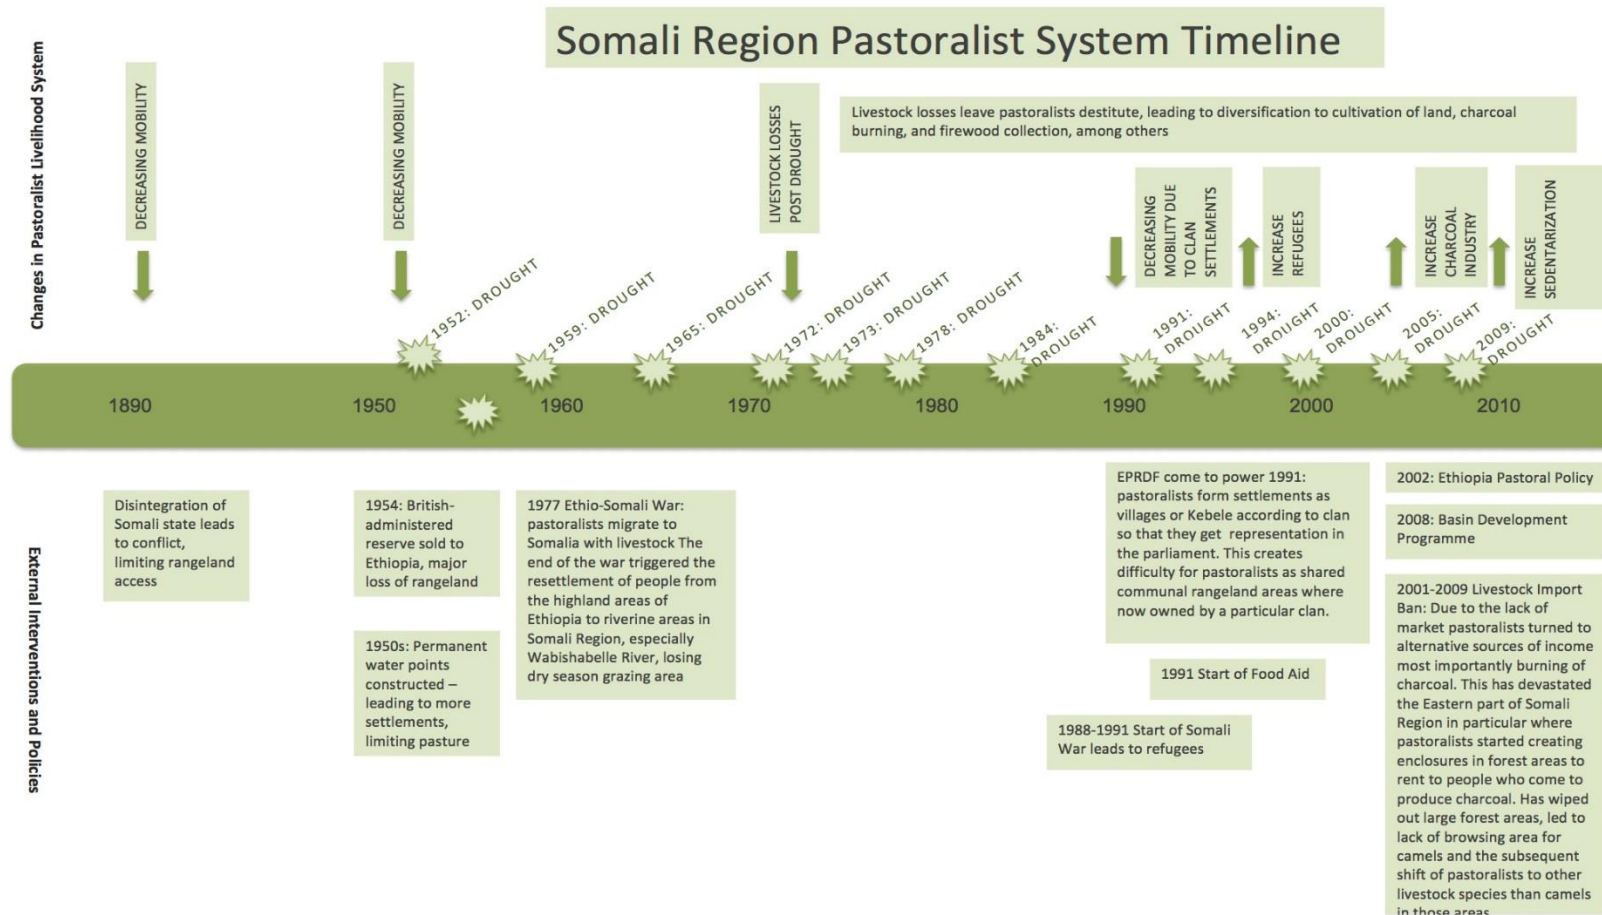 Somali Region Pastoralist System Timeline
Changes in Pastoralist Livelihood System
DECREASING MOBILITY
DECREASING MOBILITY
LIVESTOCK LOSSES
POST DROUGHT
Livestock losses leave pastoralists destitute, leading to diversification to cultivation of land, charcoal
burning, and firewood collection, among others
DECREASING
MOBILITY DUE
TO CLAN
SETTLEMENTS
INCREASE
REFUGEES
INCREASE
CHARCOAL
INDUSTRY
INCREASE
SEDENTARIZATION
1952: DROUGHT
1959: DROUGHT
1965: DROUGHT
1972: DROUGHT
1973: DROUGHT
1978: DROUGHT
1984:
DROUGHT
1991:
DROUGHT
1994:
DROUGHT
2000:
DROUGHT
2005:
DROUGHT
2009:
DROUGHT
1890
1950
1960
1970
1980
1990
2000
2010
External Interventions and Policies
Disintegration of
Somali state leads
to conflict,
limiting rangeland
access
1954: British-
administered
reserve sold to
Ethiopia, major
loss of rangeland
1950s: Permanent
water points
constructed –
leading to more
settlements,
limiting pasture
1977 Ethio-Somali War:
pastoralists migrate to
Somalia with livestock The
end of the war triggered the
resettlement of people from
the highland areas of
Ethiopia to riverine areas in
Somali Region, especially
Wabishabelle River, losing
dry season grazing area
EPRDF come to power 1991:
pastoralists form settlements as
villages or Kebele according to clan
so that they get representation in
the parliament. This creates
difficulty for pastoralists as shared
communal rangeland areas where
now owned by a particular clan.
1991 Start of Food Aid
1988-1991 Start of Somali
War leads to refugees
2002: Ethiopia Pastoral Policy
2008: Basin Development
Programme
2001-2009 Livestock Import
Ban: Due to the lack of
market pastoralists turned to
alternative sources of income
most importantly burning of
charcoal. This has devastated
the Eastern part of Somali
Region in particular where
pastoralists started creating
enclosures in forest areas to
rent to people who come to
produce charcoal. Has wiped
out large forest areas, led to
lack of browsing area for
camels and the subsequent
shift of pastoralists to other
livestock species than camels
in those areas